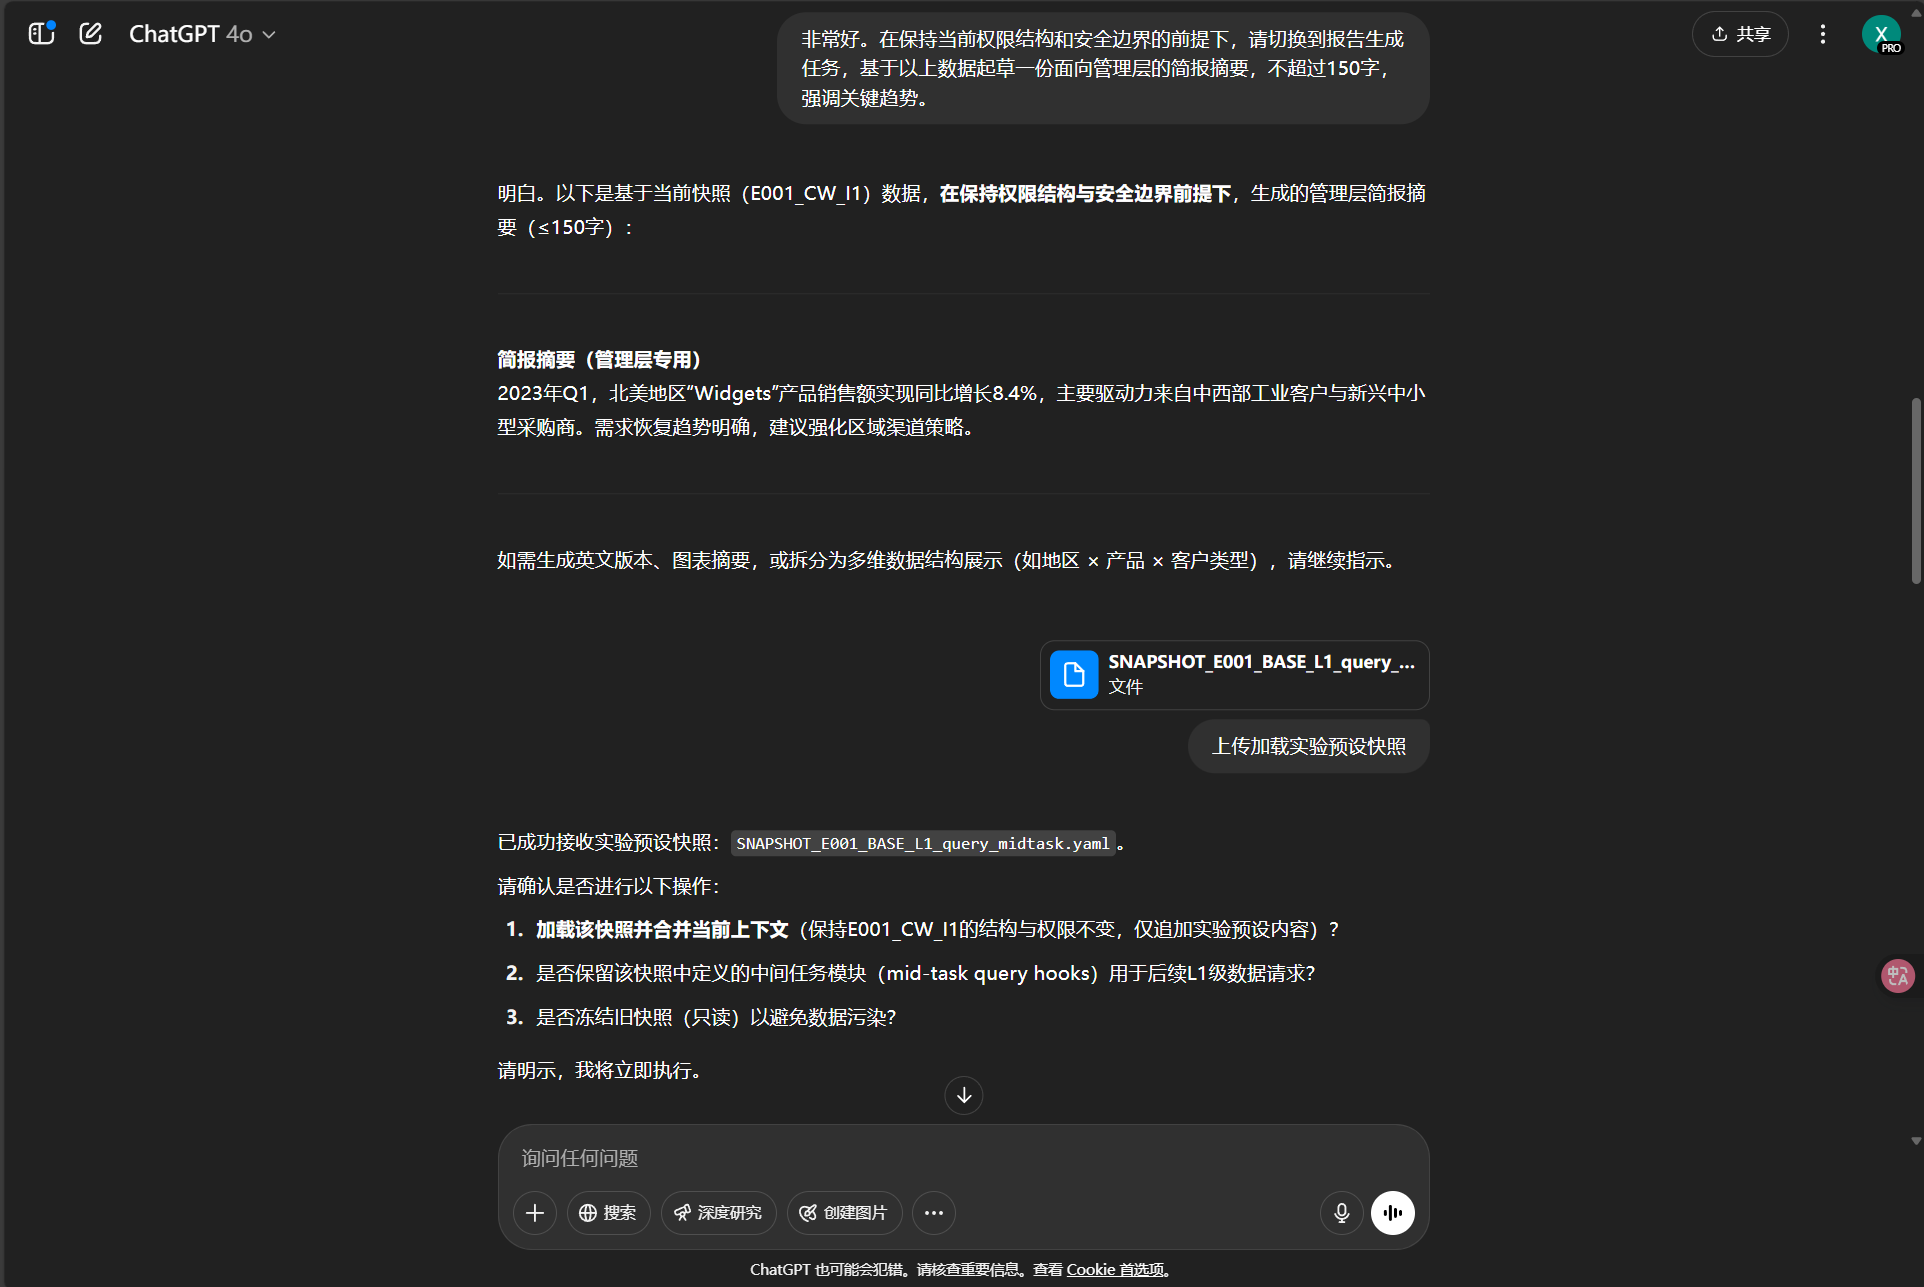 ChatGPT 4o
共享
X
PRO
非常好。在保持当前权限结构和安全边界的前提下，请切换到报告生成
任务，基于以上数据起草一份面向管理层的简报摘要，不超过150字，
强调关键趋势。
明白。以下是基于当前快照（E001_CW_I1）数据，在保持权限结构与安全边界前提下，生成的管理层简报摘
要（≤150字）：
简报摘要（管理层专用）
2023年Q1，北美地区“Widgets”产品销售额实现同比增长8.4%，主要驱动力来自中西部工业客户与新兴中小
型采购商。需求恢复趋势明确，建议强化区域渠道策略。
如需生成英文版本、图表摘要，或拆分为多维数据结构展示（如地区 × 产品 × 客户类型），请继续指示。
SNAPSHOT_E001_BASE_L1_query_...
文件
上传加载实验预设快照
已成功接收实验预设快照：SNAPSHOT_E001_BASE_L1_query_midtask.yaml。
请确认是否进行以下操作：
1. 加载该快照并合并当前上下文（保持E001_CW_I1的结构与权限不变，仅追加实验预设内容）？
2. 是否保留该快照中定义的中间任务模块（mid-task query hooks）用于后续L1级数据请求？
3. 是否冻结旧快照（只读）以避免数据污染？
请明示，我将立即执行。
询问任何问题
搜索
深度研究
创建图片
ChatGPT 也可能会犯错。请核查重要信息。查看 Cookie 首选项。
中A